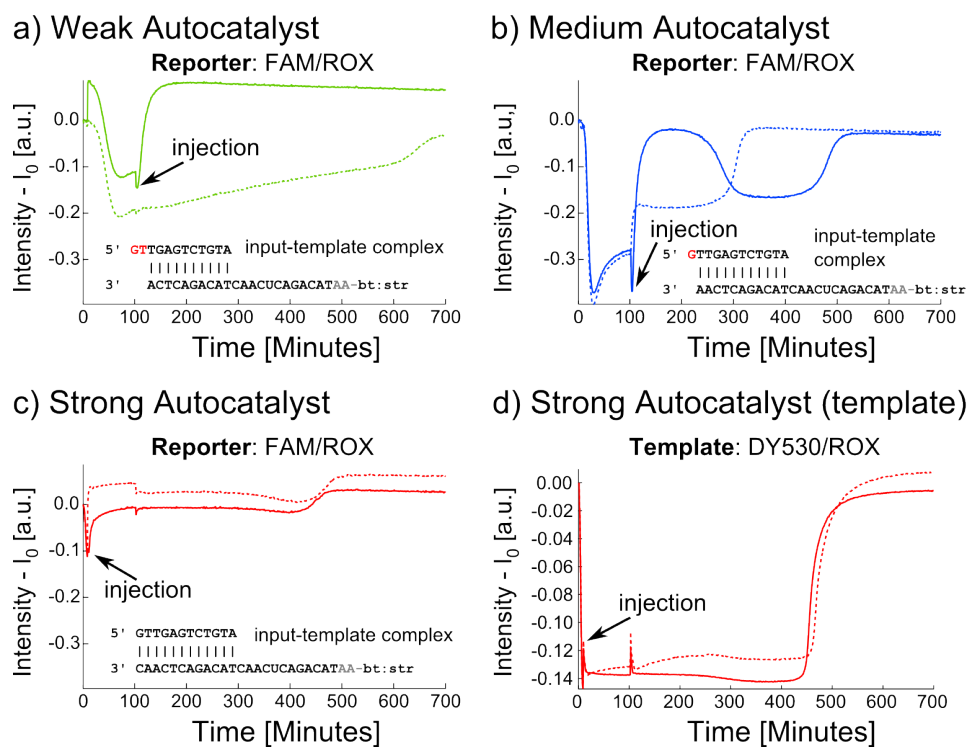 a) Weak Autocatalyst
Reporter: FAM/ROX
Intensity - I0 [a.u.]
0.0
-0.1
-0.2
-0.3
injection
5' GTTGAGTCTGTA
input-template complex
3' ACTCAGACATCAACUCAGACATAA-bt:str
0 100 200 300 400 500 600 700
Time [Minutes]
b) Medium Autocatalyst
Reporter: FAM/ROX
Intensity - I0 [a.u,]
0.0
-0.1
-0.2
-0.3
injection
5' GTTGAGTCTGTA
input-template
complex
3' AACTCAGACATCAACUCAGACATAA-bt:str
0 100 200 300 400 500 600 700
Time [Minutes]
c) Strong Autocatalyst
Reporter: FAM/ROX
Intensity - I0 [a.u.]
0.0
-0.1
-0.2
-0.3
injection
5' GTTGAGTCTGTA
input-template complex
3' CAACTCAGACATCAACUCAGACATAA-bt:str
0 100 200 300 400 500 600 700
Time [Minutes]
d) Strong Autocatalyst (template)
Template: DY530/ROX
Intensity - I0 [a.u.]
0.00
-0.02
-0.04
-0.06
-0.08
-0.10
-0.12
-0.14
injection
0 100 200 300 400 500 600 700
Time [Minutes]